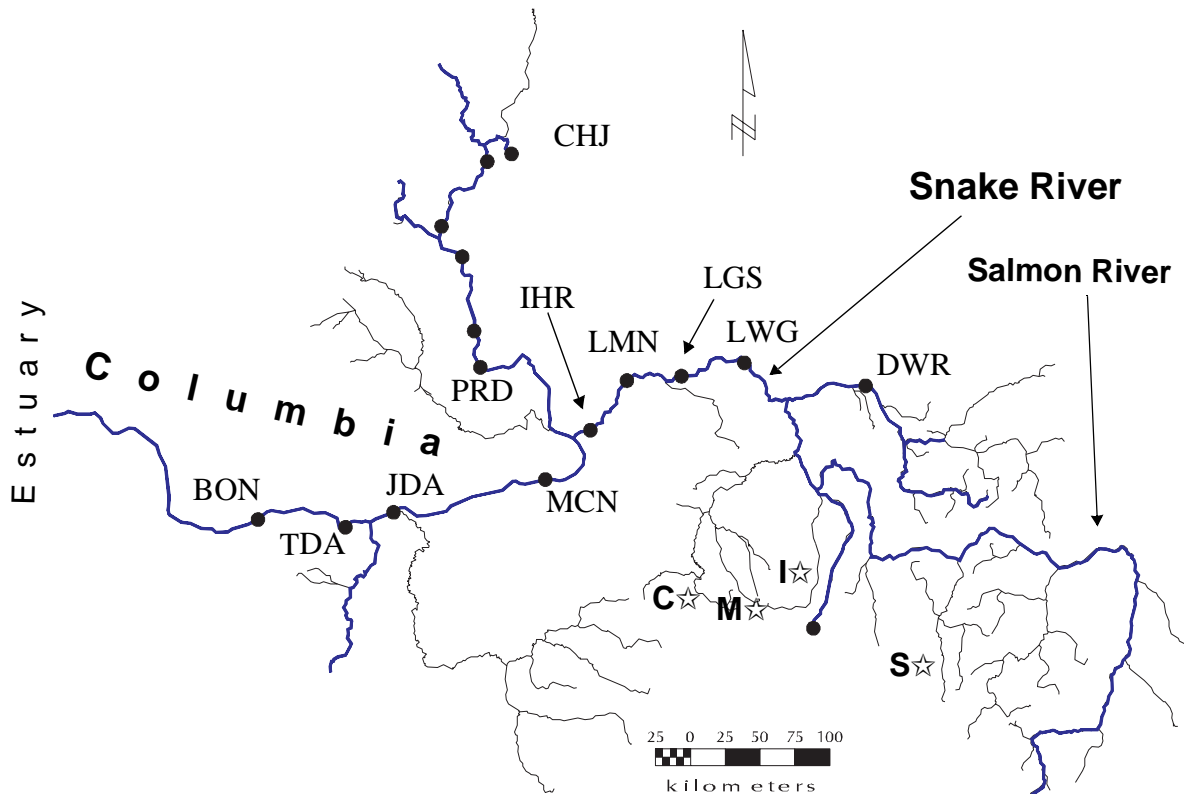 CHJ
Snake River
Salmon River
LGS
IHR
LWG
LMN
DWR
Estuary
Columbia
PRD
BON
JDA
MCN
TDA
I
C
M
S
25 0 25 50 75 100
kilometers
N